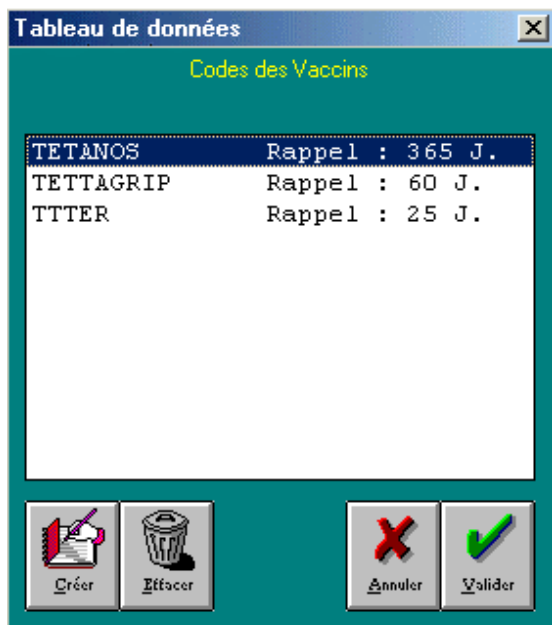 Tableau de données
Codes des Vaccins
TETANOS Rappel : 365 J.
TETTAGRIP Rappel : 60 J.
TTTER Rappel : 25 J.
Créer Effacer Annuler Valider